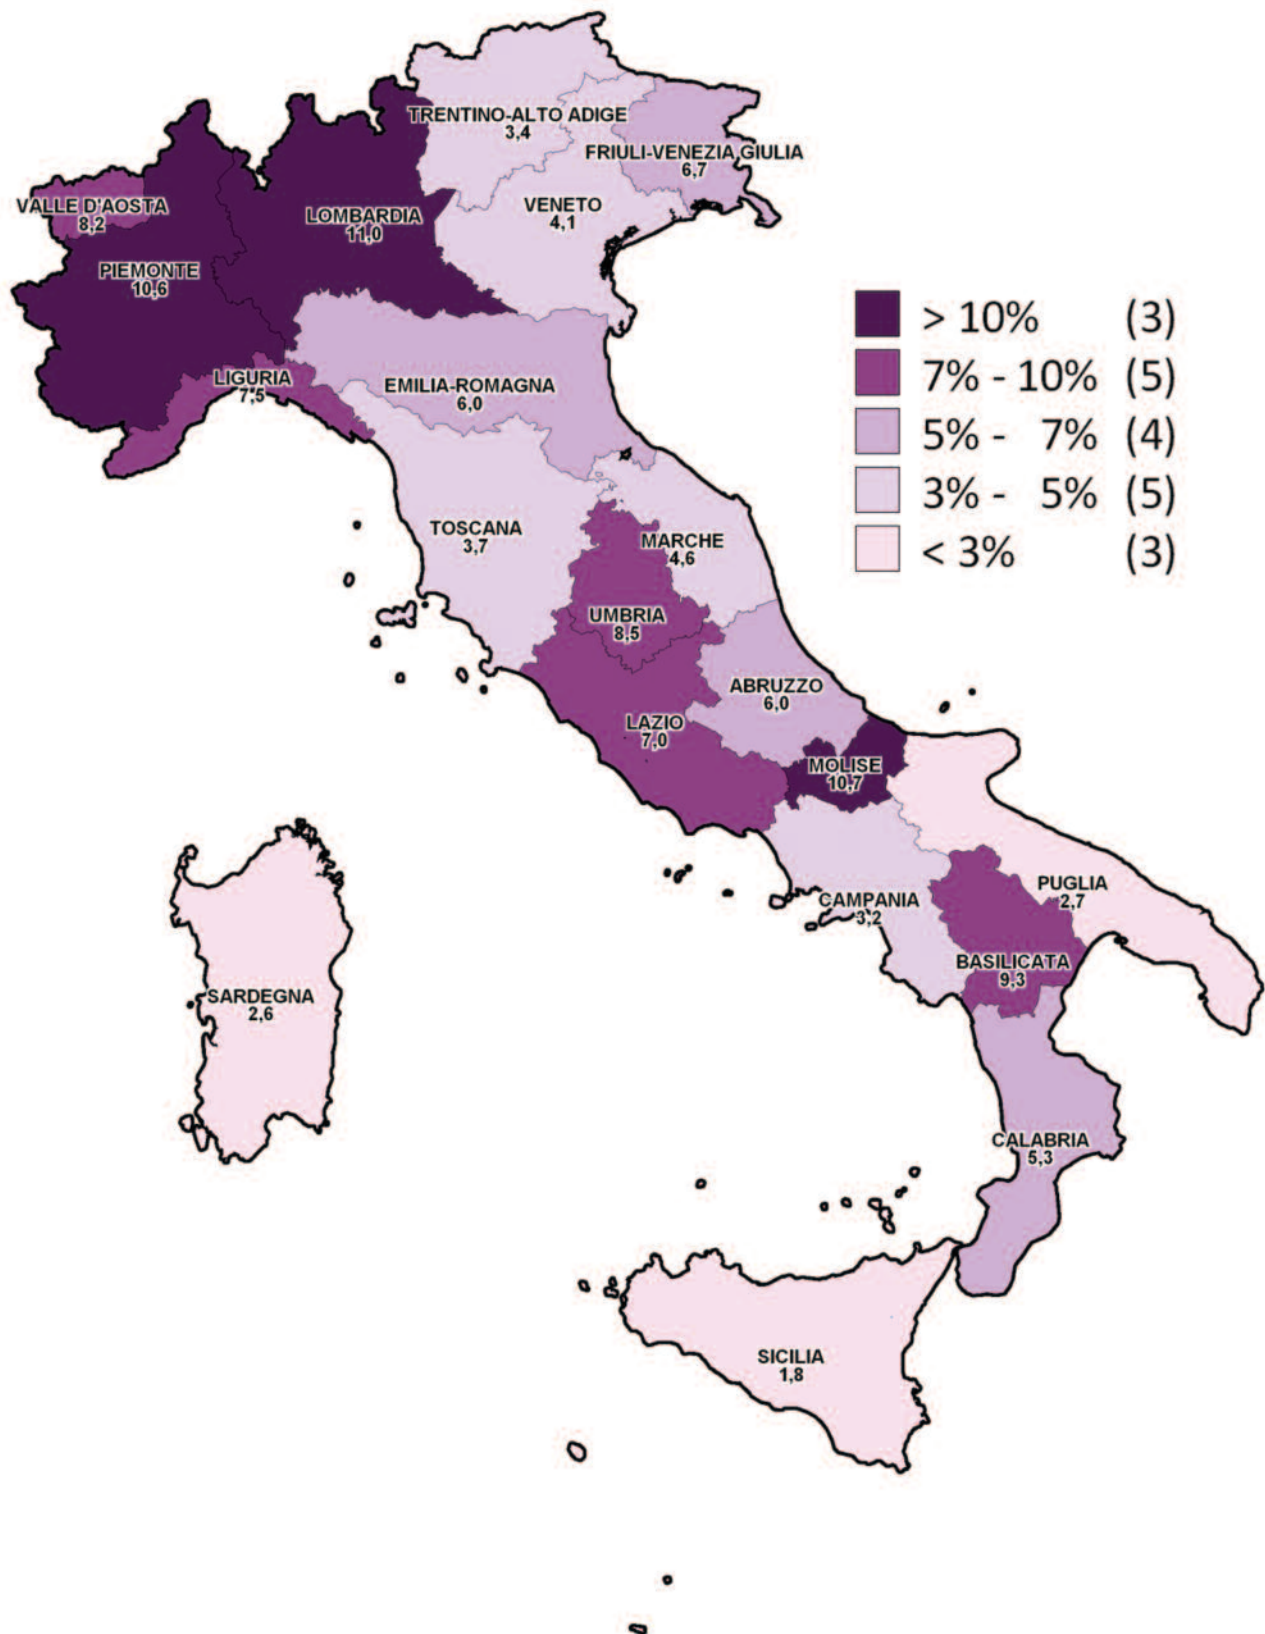 TRENTINO-ALTO ADIGE
3,4
FRIULI-VENEZIA GIULIA
6,7
VALLE D'AOSTA
8,2
LOMBARDIA
11,0
VENETO
4,1
PIEMONTE
10,6
LIGURIA
7,5
EMILIA-ROMAGNA
6,0
> 10% (3)
7% - 10% (5)
5% - 7% (4)
3% - 5% (5)
< 3% (3)
TOSCANA
3,7
MARCHE
4,6
UMBRIA
8,5
ABRUZZO
6,0
LAZIO
7,0
MOLISE
10,7
CAMPANIA
3,2
PUGLIA
2,7
BASILICATA
9,3
SARDEGNA
2,6
CALABRIA
5,3
SICILIA
1,8